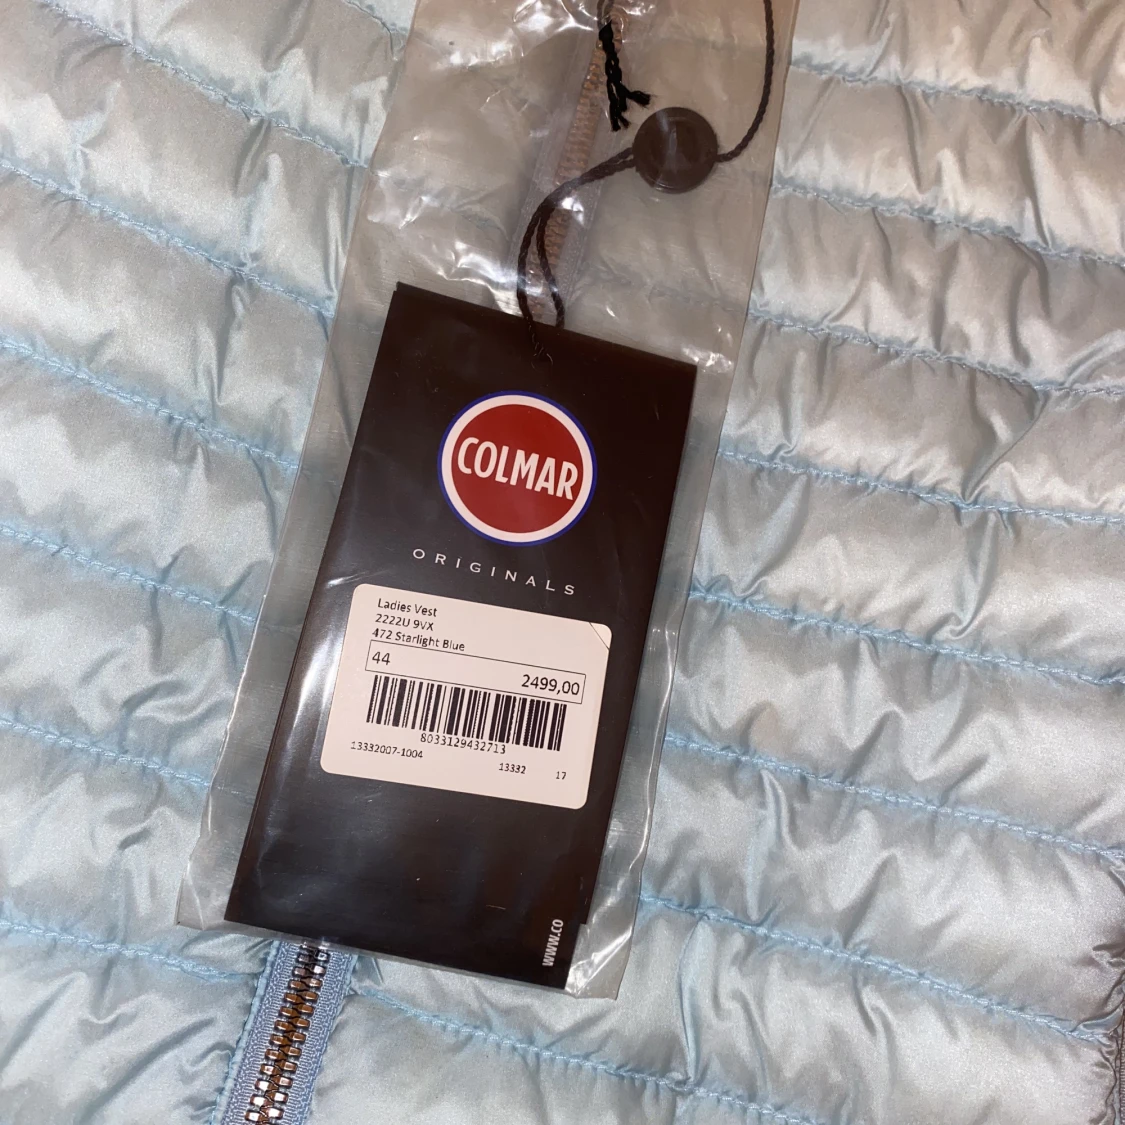 COLMAR
ORIGINALS
Ladies Vest
2222U 9VX
472 Starlight Blue
44
2499,00
8033129432713
13332007-1004
13332 17
WWW.CO